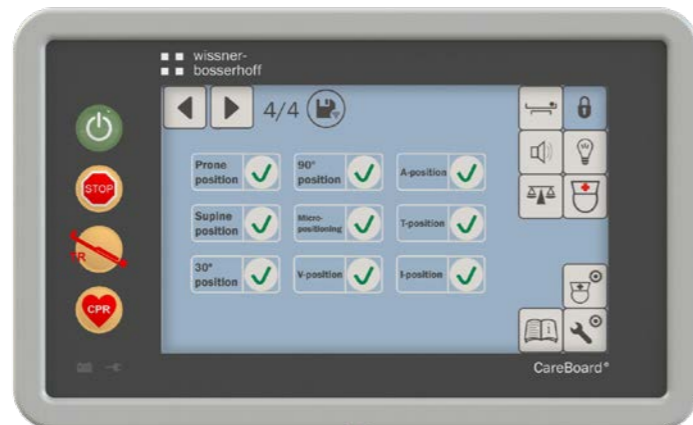 wissner-
bosserhoff
4/4
Prone
position
90°
position
A-position
STOP
Supine
position
Micro-
positioning
T-position
TR
30°
position
V-position
I-position
CPR
i
CareBoard®